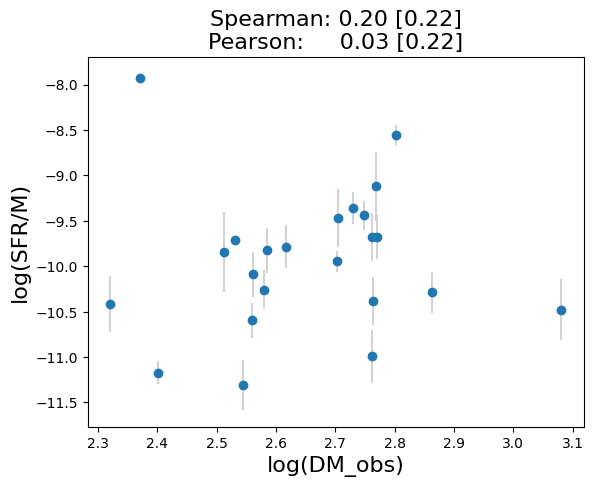 Spearman: 0.20 [0.22]
Pearson: 0.03 [0.22]
−8.0
−8.5
−9.0
−9.5
−10.0
−10.5
−11.0
−11.5
log(SFR/M)
2.3 2.4 2.5 2.6 2.7 2.8 2.9 3.0 3.1
log(DM_obs)